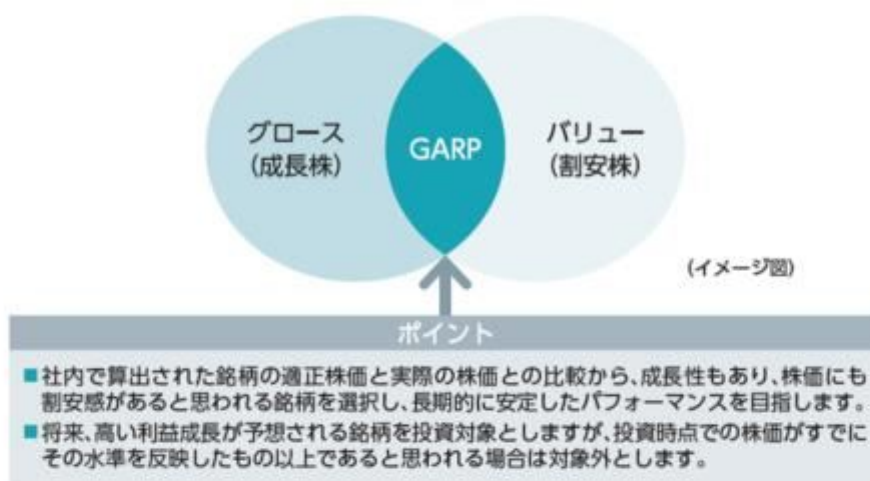 グロース
(成長株)
GARP
バリュー
(割安株)
(イメージ図)
ポイント
■社内で算出された銘柄の適正株価と実際の株価との比較から、成長性もあり、株価にも
割安感があると思われる銘柄を選択し、長期的に安定したパフォーマンスを目指します。
■将来、高い利益成長が予想される銘柄を投資対象としますが、投資時点での株価がすでに
その水準を反映したもの以上であると思われる場合は対象外とします。